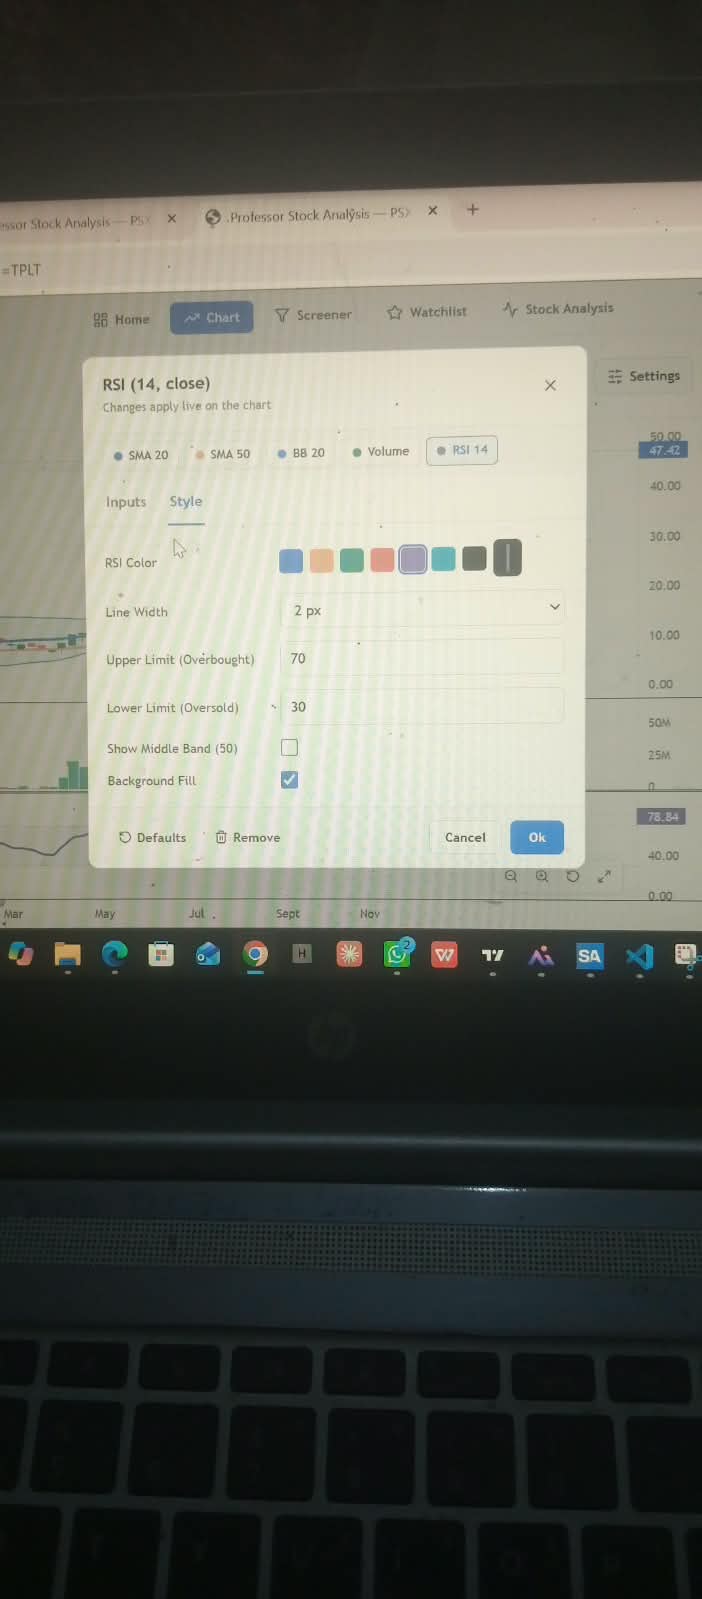 essor Stock Analysis — PSX
Professor Stock Analysis — PSX
=TPLT
Home
Chart
Screener
Watchlist
Stock Analysis
Settings
RSI (14, close)
Changes apply live on the chart
SMA 20
SMA 50
BB 20
Volume
RSI 14
Inputs
Style
RSI Color
Line Width
2 px
Upper Limit (Overbought)
70
Lower Limit (Oversold)
30
Show Middle Band (50)
Background Fill
Defaults
Remove
Cancel
Ok
50.00
47.42
40.00
30.00
20.00
10.00
0.00
50M
25M
0
78.84
40.00
0.00
Mar
May
Jul
Sept
Nov
H
2
W
SA
hp